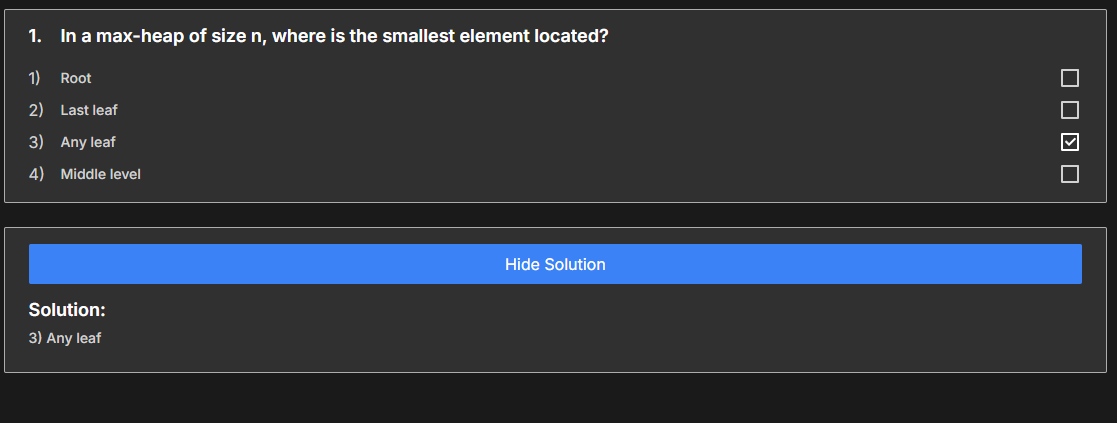 1. In a max-heap of size n, where is the smallest element located?
1) Root
2) Last leaf
3) Any leaf
4) Middle level
Hide Solution
Solution:
3) Any leaf